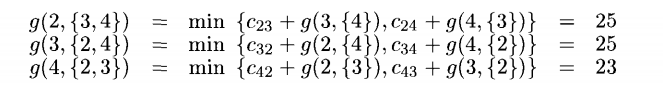 g(2, {3, 4}) = min {c₂₃ + g(3, {4}), c₂₄ + g(4, {3})} = 25
g(3, {2, 4}) = min {c₃₂ + g(2, {4}), c₃₄ + g(4, {2})} = 25
g(4, {2, 3}) = min {c₄₂ + g(2, {3}), c₄₃ + g(3, {2})} = 23